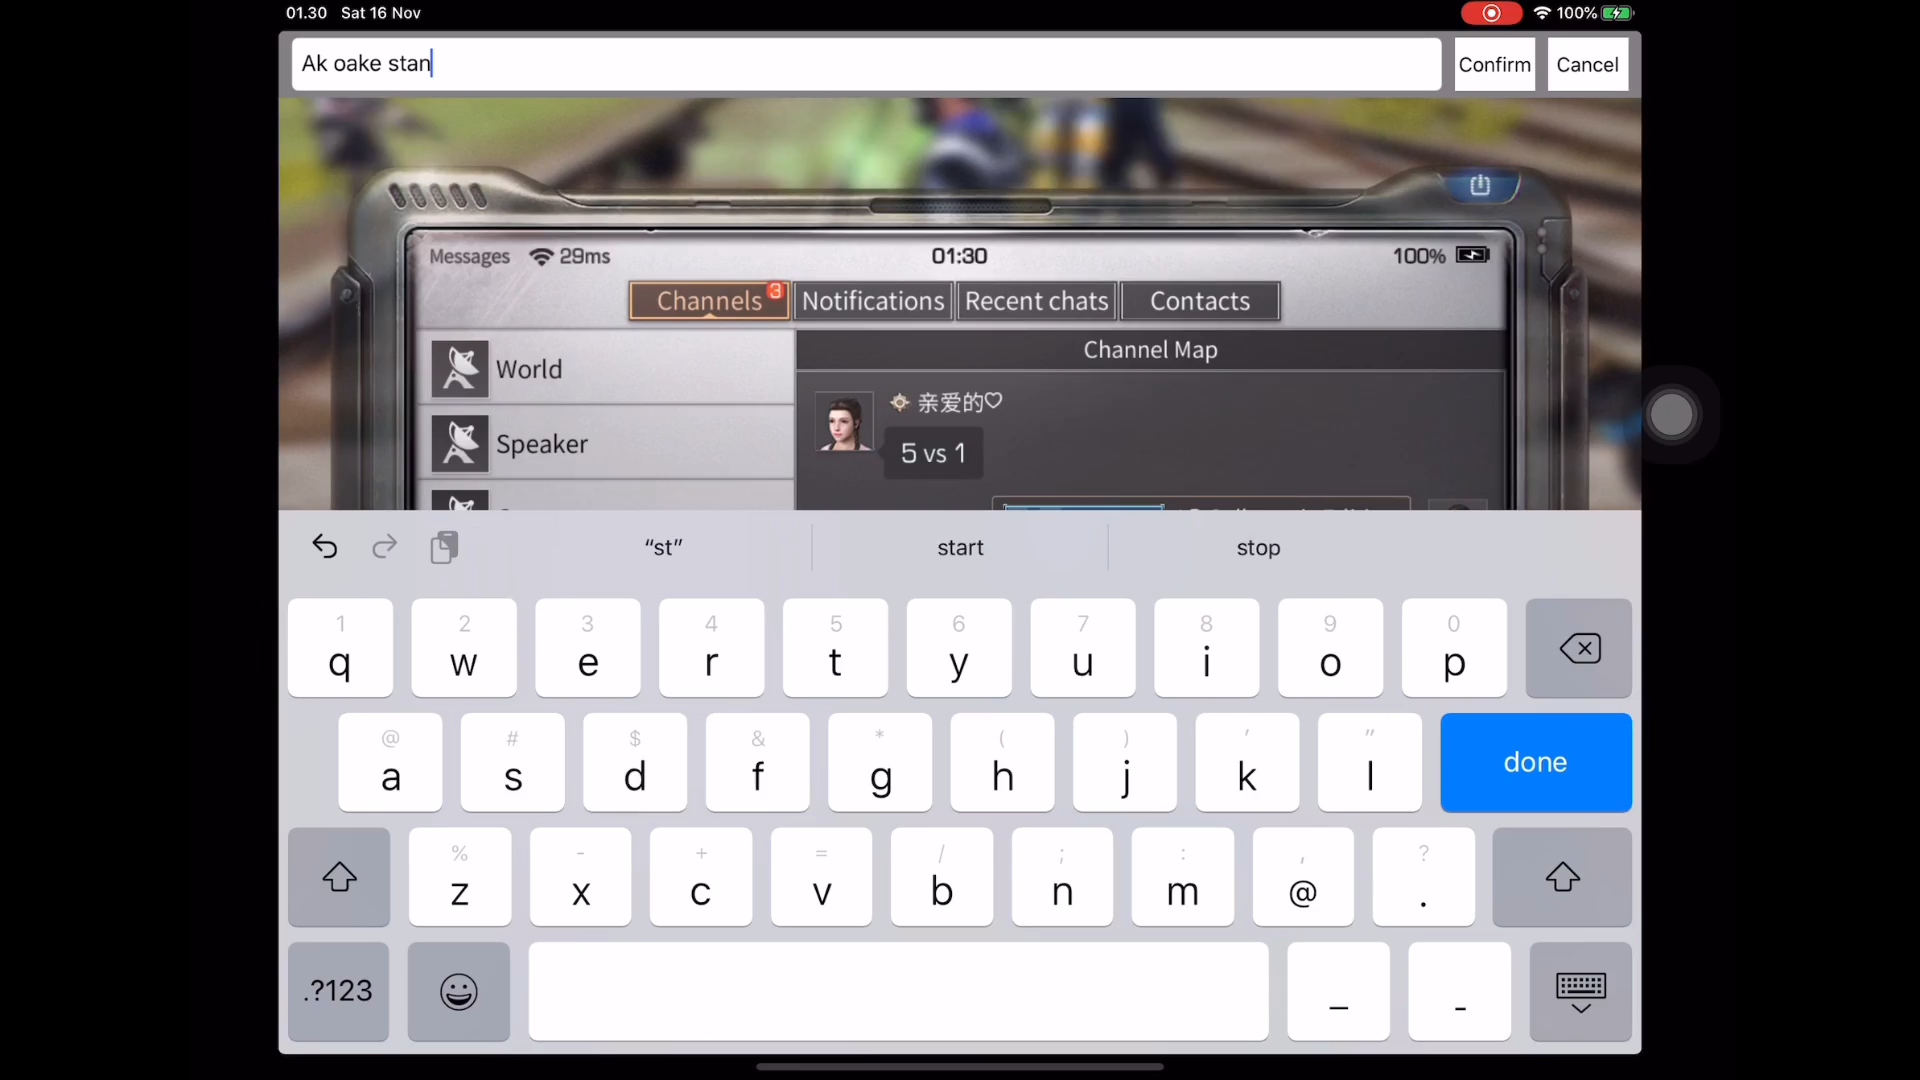 01.30 Sat 16 Nov 100%
Ak oake stan Confirm Cancel
Messages 29ms 01:30 100%
Channels 3 Notifications Recent chats Contacts
World
Speaker
Channel Map
亲爱的♡
5 vs 1
“st” start stop
1 2 3 4 5 6 7 8 9 0
q w e r t y u i o p
@ # $ & * ( ) ' "
a s d f g h j k l done
% - + = / ; : , ?
z x c v b n m @ .
.?123 _ -